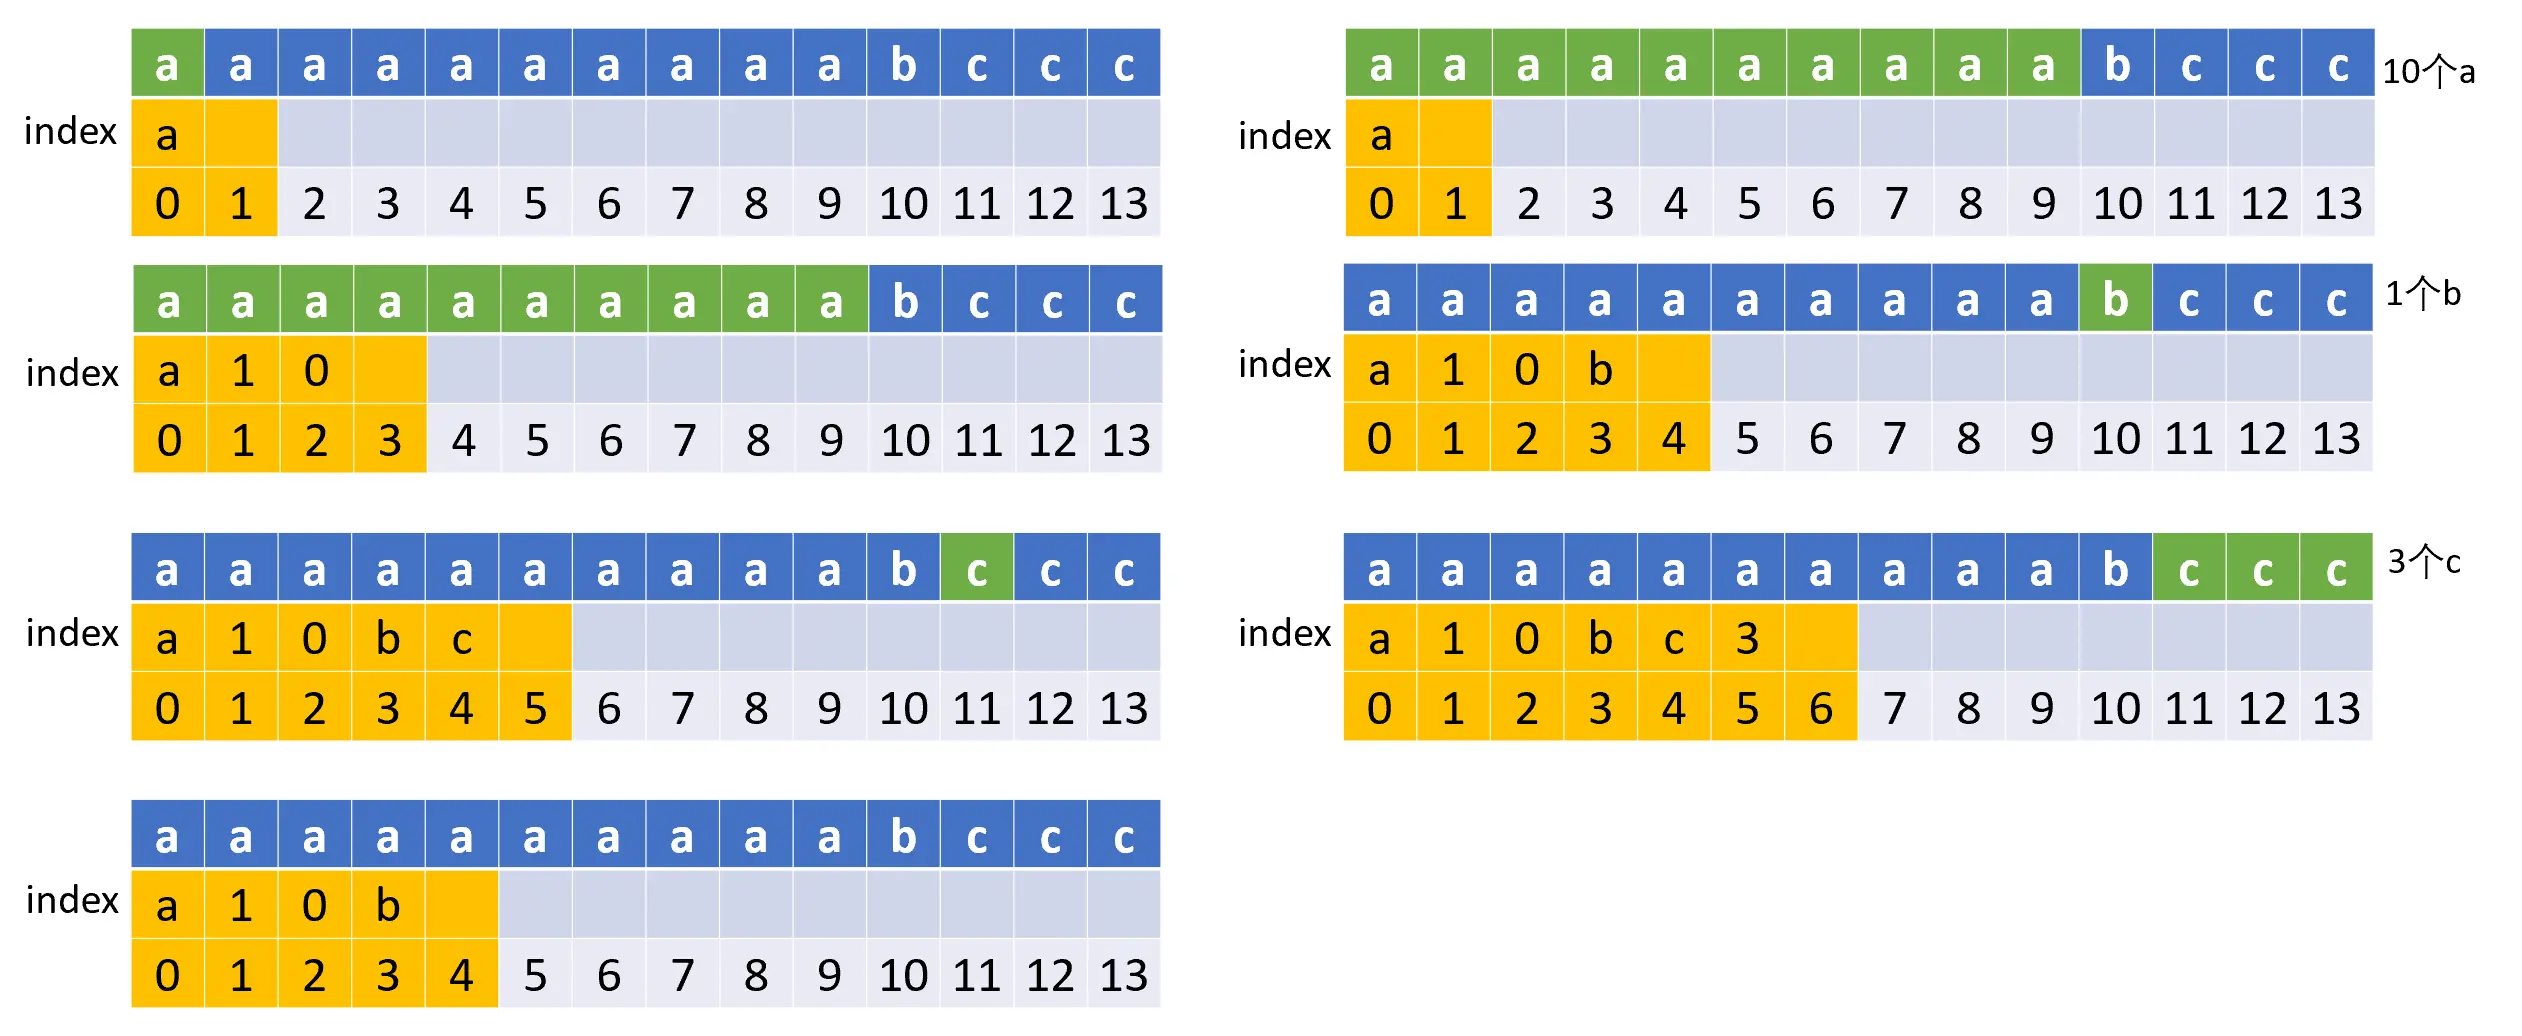 a a a a a a a a a a b c c c
index a
0 1 2 3 4 5 6 7 8 9 10 11 12 13
a a a a a a a a a a b c c c 10个a
index a
0 1 2 3 4 5 6 7 8 9 10 11 12 13
a a a a a a a a a a b c c c
index a 1 0
0 1 2 3 4 5 6 7 8 9 10 11 12 13
a a a a a a a a a a b c c c 1个b
index a 1 0 b
0 1 2 3 4 5 6 7 8 9 10 11 12 13
a a a a a a a a a a b c c c
index a 1 0 b c
0 1 2 3 4 5 6 7 8 9 10 11 12 13
a a a a a a a a a a b c c c 3个c
index a 1 0 b c 3
0 1 2 3 4 5 6 7 8 9 10 11 12 13
a a a a a a a a a a b c c c
index a 1 0 b
0 1 2 3 4 5 6 7 8 9 10 11 12 13